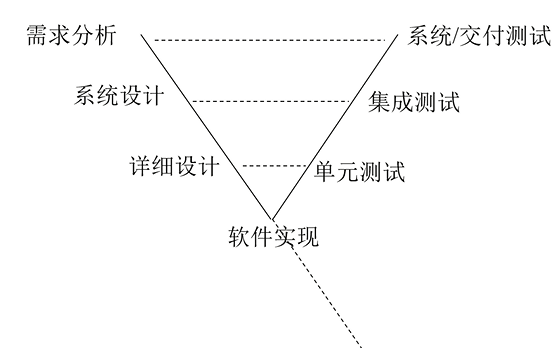 需求分析
系统/交付测试
系统设计
集成测试
详细设计
单元测试
软件实现